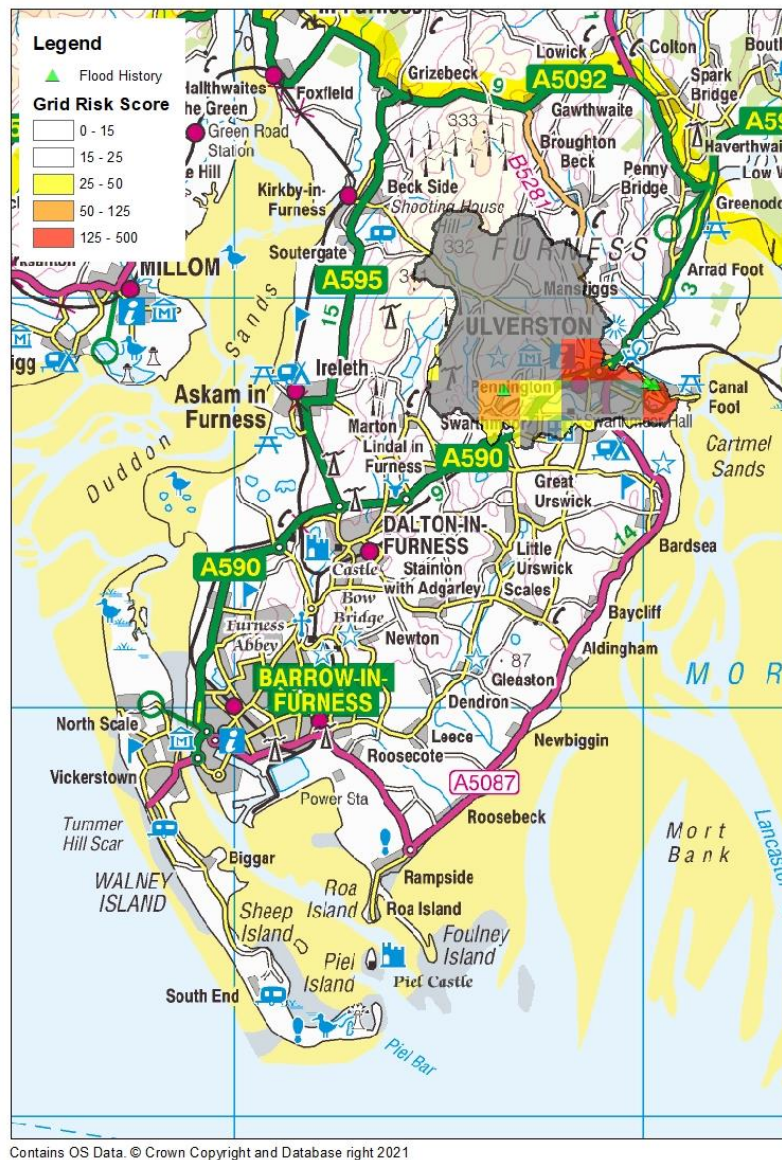 Legend
Flood History
Grid Risk Score
0 - 15
15 - 25
25 - 50
50 - 125
125 - 500
Lowick
Colton
Grizebeck
9
A5092
Spark
Bridge
Foxfield
333
Gawthwaite
Green Road
Station
Broughton
Beck
Haverthwaite
Penny
Bridge
B5281
Kirkby-in-
Furness
Beck Side
Shooting House
Hill
332
FURNESS
Soutergate
Arrad Foot
MILLOM
A595
Mansriggs
3
15
ULVERSTON
Sands
Ireleth
Askam in
Furness
Pennington
Canal
Foot
Marton
Lindal in
Furness
A590
Cartmel
Sands
Duddon
9
Great
Urswick
DALTON-IN-
FURNESS
14
Castle
Stainton
with Adgarley
Little
Urswick
Scales
Bardsea
A590
Bow
Bridge
Furness
Abbey
Newton
Baycliff
Aldingham
87
Gleaston
BARROW-IN-
FURNESS
Dendron
North Scale
Leece
Newbiggin
Roosecote
Vickerstown
A5087
Power Sta
Roosebeck
Tummer
Hill Scar
Mort
Bank
Biggar
Rampside
WALNEY
ISLAND
Roa
Island
Roa Island
Sheep
Island
Foulney
Island
Piel
Island
Piel Castle
South End
Piel Bar
Contains OS Data. © Crown Copyright and Database right 2021